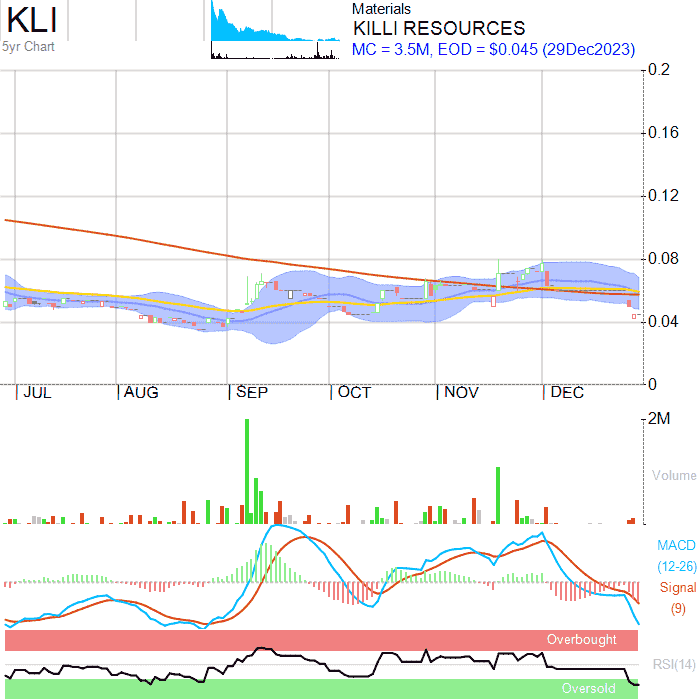 KLI
5yr Chart
Materials
KILLI RESOURCES
MC = 3.5M, EOD = $0.045 (29Dec2023)
0.2
0.16
0.12
0.08
0.04
0
JUL AUG SEP OCT NOV DEC
2M
Volume
MACD
(12-26)
Signal
(9)
Overbought
RSI(14)
Oversold